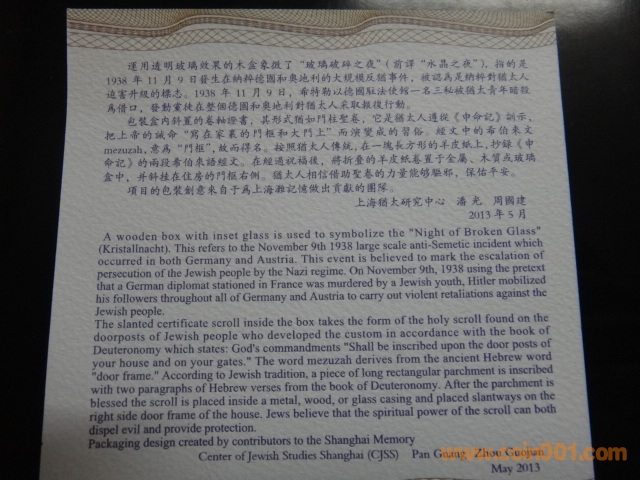 運用透明玻璃效果的木盒象徵了“玻璃破碎之夜”(前譯“水晶之夜”),指的是
1938 年 11 月 9 日發生在納粹德國和奧地利的大規模反猶事件,被認為是納粹對猶太人
迫害升級的標志。1938 年 11 月 9 日,希特勒以德國駐法使館一名三秘被猶太青年暗殺
為借口,發動黨徒在整個德國和奧地利對猶太人采取報復行動。
包裝盒內斜置的卷軸證書,其形式猶如門柱聖卷,它是猶太人遵從《申命記》訓示,
把上帝的誡命“寫在家裏的門框和大門上”而演變成的習俗。經文中的希伯來文
mezuzah,意為“門框”,故而得名。按照猶太人傳統,在一塊長方形的羊皮紙上,抄錄《申
命記》的兩段希伯來語經文。在經過祝福後,將折疊的羊皮紙卷置于金屬、木質或玻璃
盒中,并斜挂在住房的門框右側。猶太人相信借助聖卷的力量能够驅邪,保佑平安。
項目的包裝創意來自于為上海灘記憶做出貢獻的團隊。
上海猶太研究中心 潘光 周國建
2013 年 5 月
A wooden box with inset glass is used to symbolize the "Night of Broken Glass"
(Kristallnacht). This refers to the November 9th 1938 large scale anti-Semetic incident which
occurred in both Germany and Austria. This event is believed to mark the escalation of
persecution of the Jewish people by the Nazi regime. On November 9th, 1938 using the pretext
that a German diplomat stationed in France was murdered by a Jewish youth, Hitler mobilized
his followers throughout all of Germany and Austria to carry out violent retaliations against the
Jewish people.
The slanted certificate scroll inside the box takes the form of the holy scroll found on the
doorposts of Jewish people who developed the custom in accordance with the book of
Deuteronomy which states: God's commandments "Shall be inscribed upon the door posts of
your house and on your gates." The word mezuzah derives from the ancient Hebrew word
"door frame." According to Jewish tradition, a piece of long rectangular parchment is inscribed
with two paragraphs of Hebrew verses from the book of Deuteronomy. After the parchment is
blessed the scroll is placed inside a metal, wood, or glass casing and placed slantways on the
right side door frame of the house. Jews believe that the spiritual power of the scroll can both
dispel evil and provide protection.
Packaging design created by contributors to the Shanghai Memory
Center of Jewish Studies Shanghai (CJSS) Pan Guang Zhou Guojian
May 2013
www.coin001.com